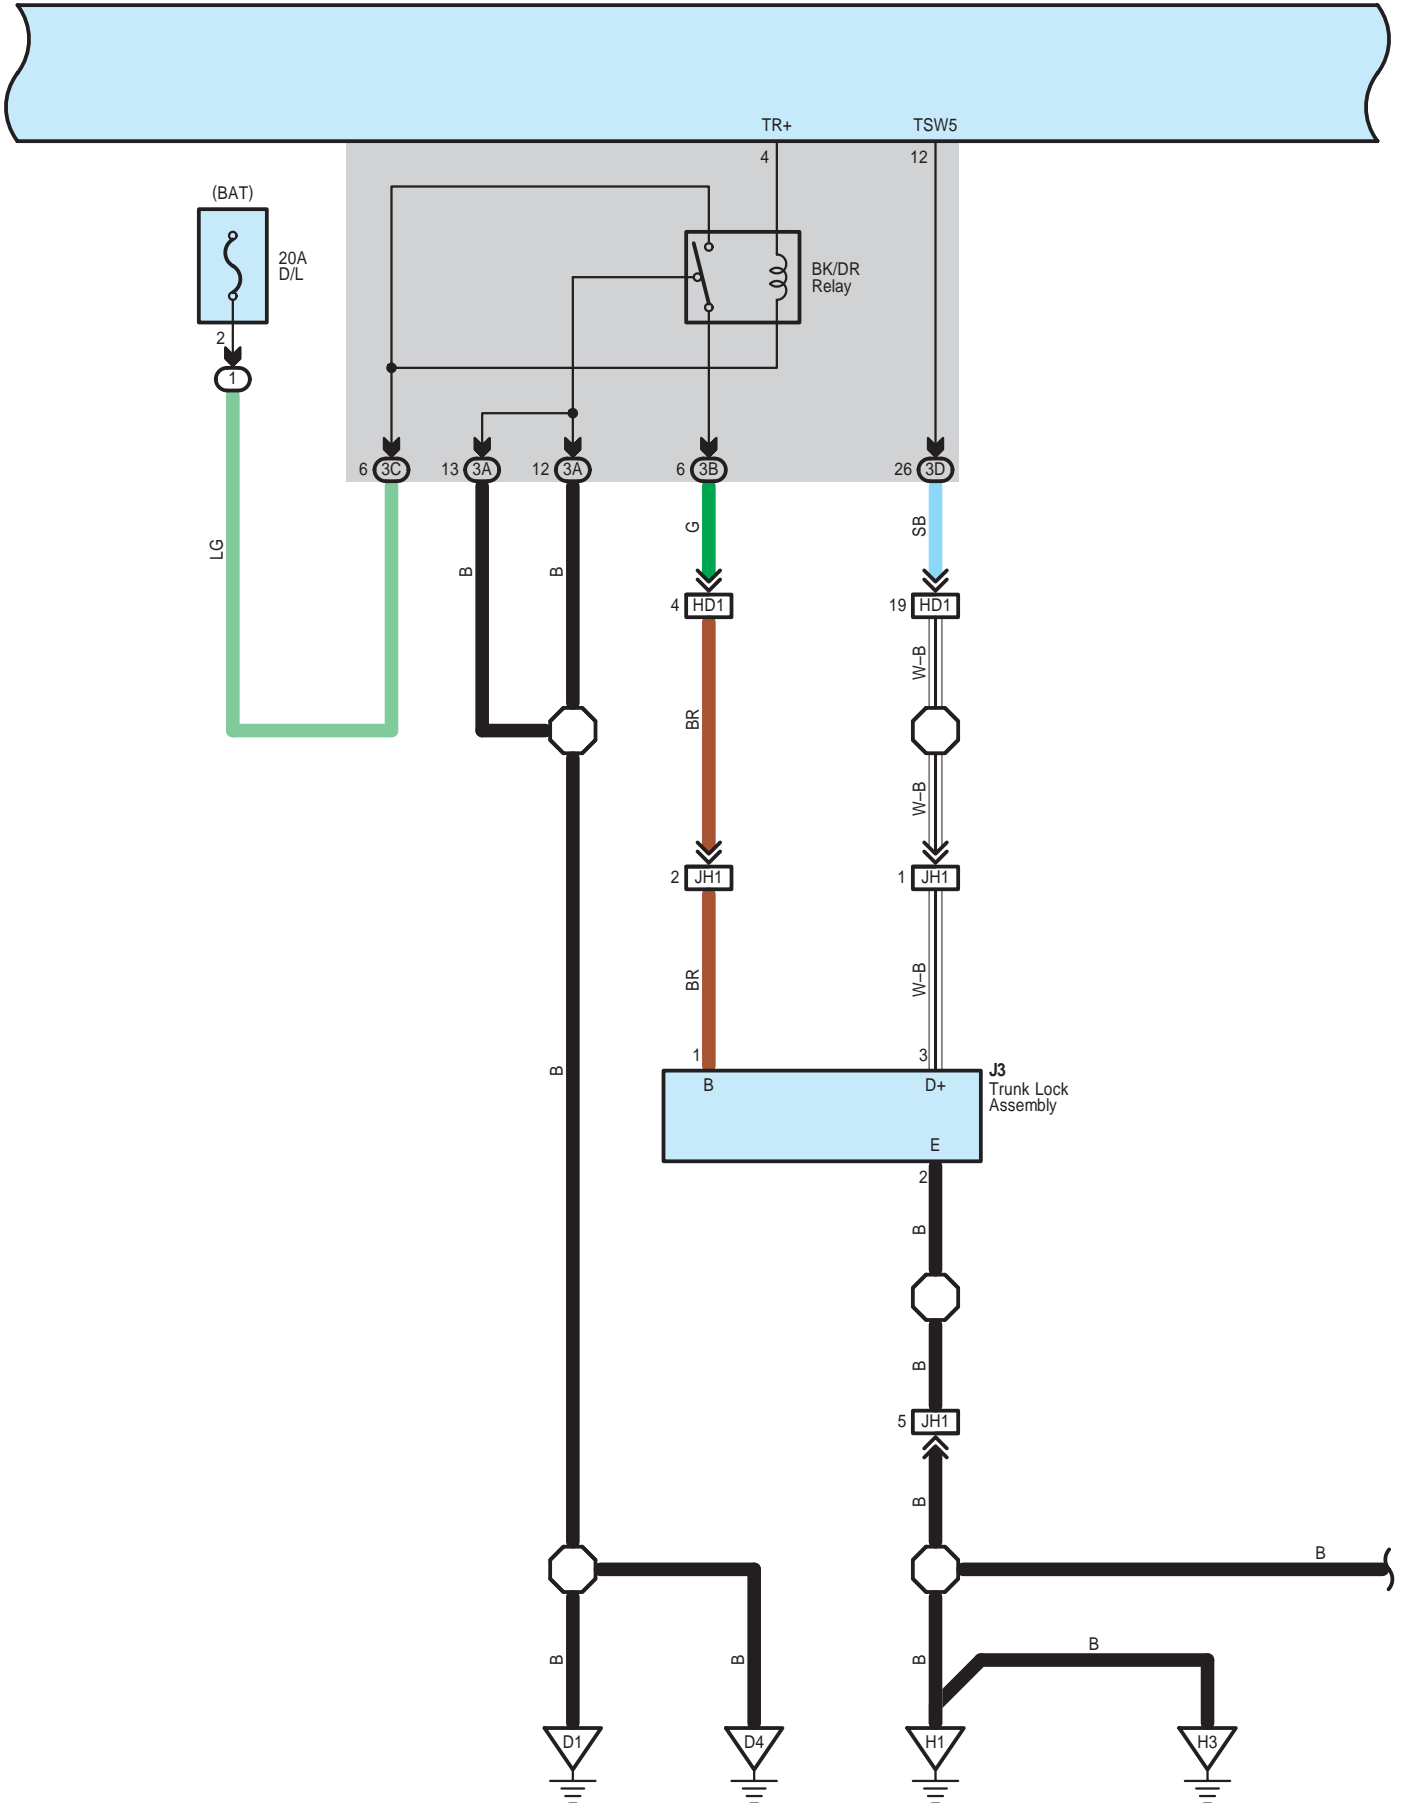 TR+
TSW5
4
12
(BAT)
20A
D/L
BK/DR
Relay
2
1
6
3C
13
3A
12
3A
6
3B
26
3D
G
SB
LG
B
B
4
HD1
19
HD1
W–B
BR
W–B
2
JH1
1
JH1
BR
W–B
1
3
J3
Trunk Lock
Assembly
B
D+
B
E
2
B
B
5
JH1
B
B
B
B
B
B
B
D1
D4
H1
H3